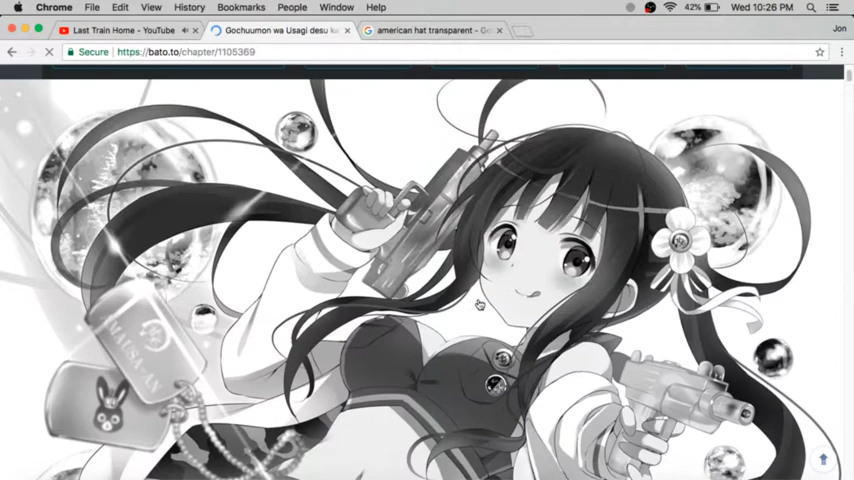 Chrome File Edit View History Bookmarks People Window Help 42% Wed 10:26 PM
Last Train Home - YouTube Gochuumon wa Usagi desu ka american hat transparent - Go Jon
Secure https://bato.to/chapter/1105369
MAUSA-AN